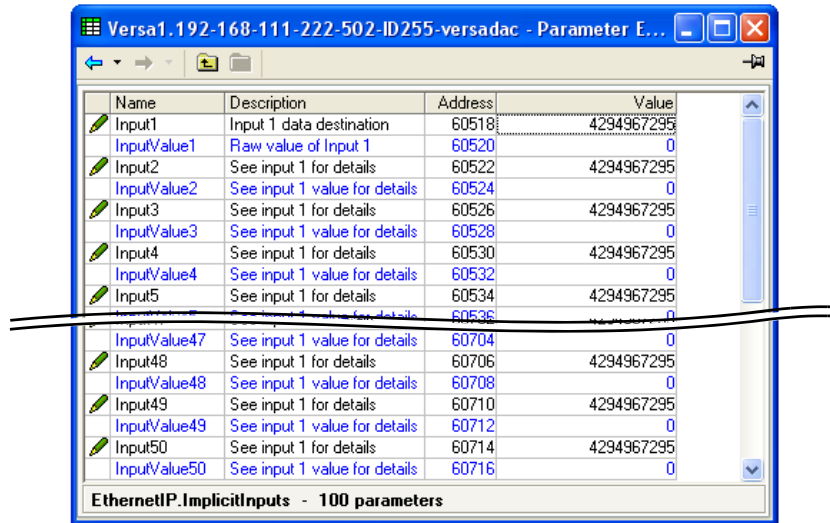 Versa1.192-168-111-222-502-ID255-versadac - Parameter E...
Name Description Address Value
Input1 Input 1 data destination 60518 4294967295
InputValue1 Raw value of Input 1 60520 0
Input2 See input 1 for details 60522 4294967295
InputValue2 See input 1 value for details 60524 0
Input3 See input 1 for details 60526 4294967295
InputValue3 See input 1 value for details 60528 0
Input4 See input 1 for details 60530 4294967295
InputValue4 See input 1 value for details 60532 0
Input5 See input 1 for details 60534 4294967295
See input 1 value for details 60536
InputValue47 See input 1 value for details 60704 0
Input48 See input 1 for details 60706 4294967295
InputValue48 See input 1 value for details 60708 0
Input49 See input 1 for details 60710 4294967295
InputValue49 See input 1 value for details 60712 0
Input50 See input 1 for details 60714 4294967295
InputValue50 See input 1 value for details 60716 0
EthernetIP.ImplicitInputs - 100 parameters